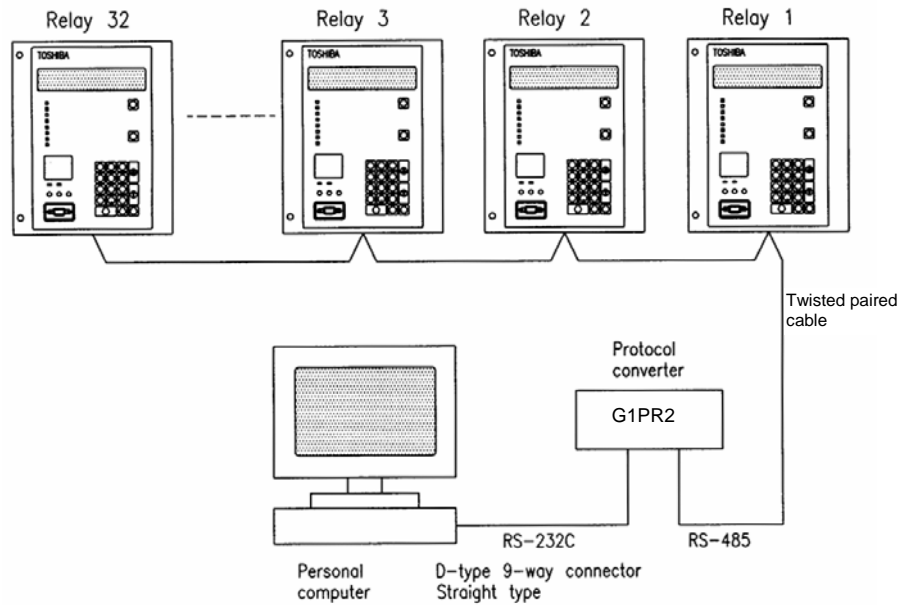 Relay 32
Relay 3
Relay 2
Relay 1
TOSHIBA
TOSHIBA
TOSHIBA
TOSHIBA
Twisted paired
cable
Protocol
converter
G1PR2
RS-232C
RS-485
Personal
computer
D-type 9-way connector
Straight type